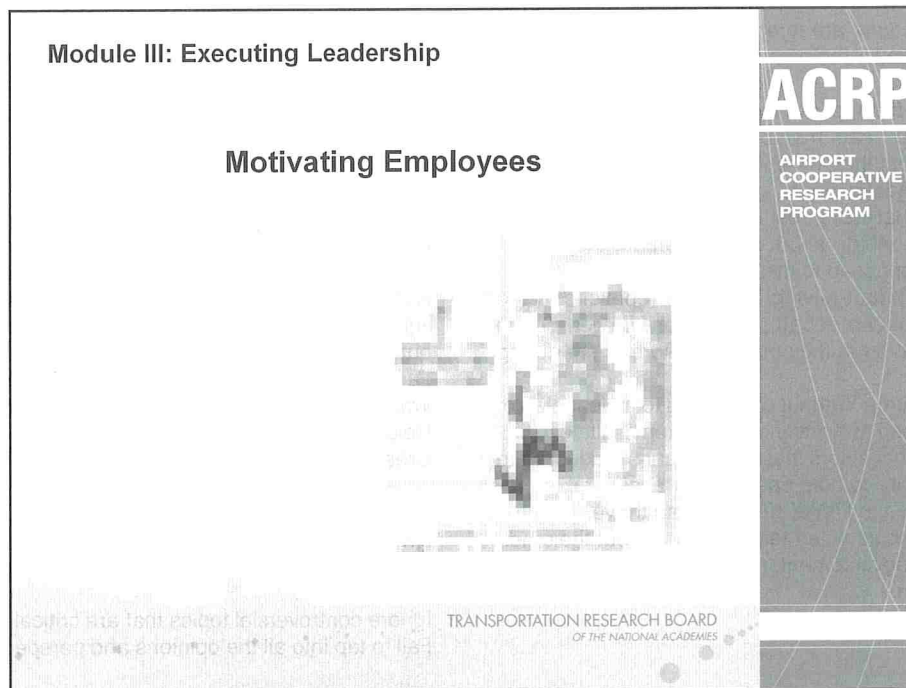 Module III: Executing Leadership
Motivating Employees
ACRP
AIRPORT
COOPERATIVE
RESEARCH
PROGRAM
TRANSPORTATION RESEARCH BOARD
OF THE NATIONAL ACADEMIES